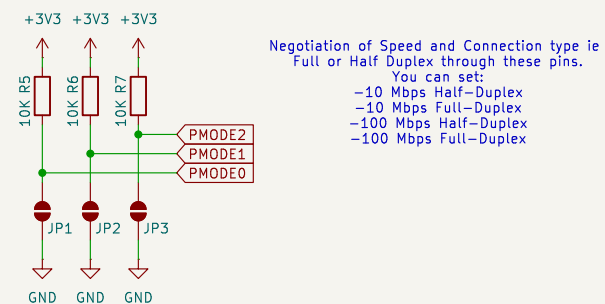 +3V3 +3V3 +3V3
10K R5 10K R6 10K R7
PMODE2
PMODE1
PMODE0
JP1 JP2 JP3
GND GND GND
Negotiation of Speed and Connection type ie
Full or Half Duplex through these pins.
You can set:
-10 Mbps Half-Duplex
-10 Mbps Full-Duplex
-100 Mbps Half-Duplex
-100 Mbps Full-Duplex